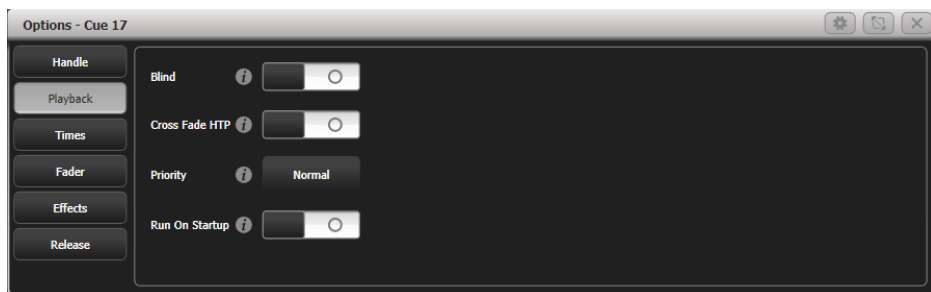 Options - Cue 17
Handle
Playback
Times
Fader
Effects
Release
Blind
Cross Fade HTP
Priority
Normal
Run On Startup